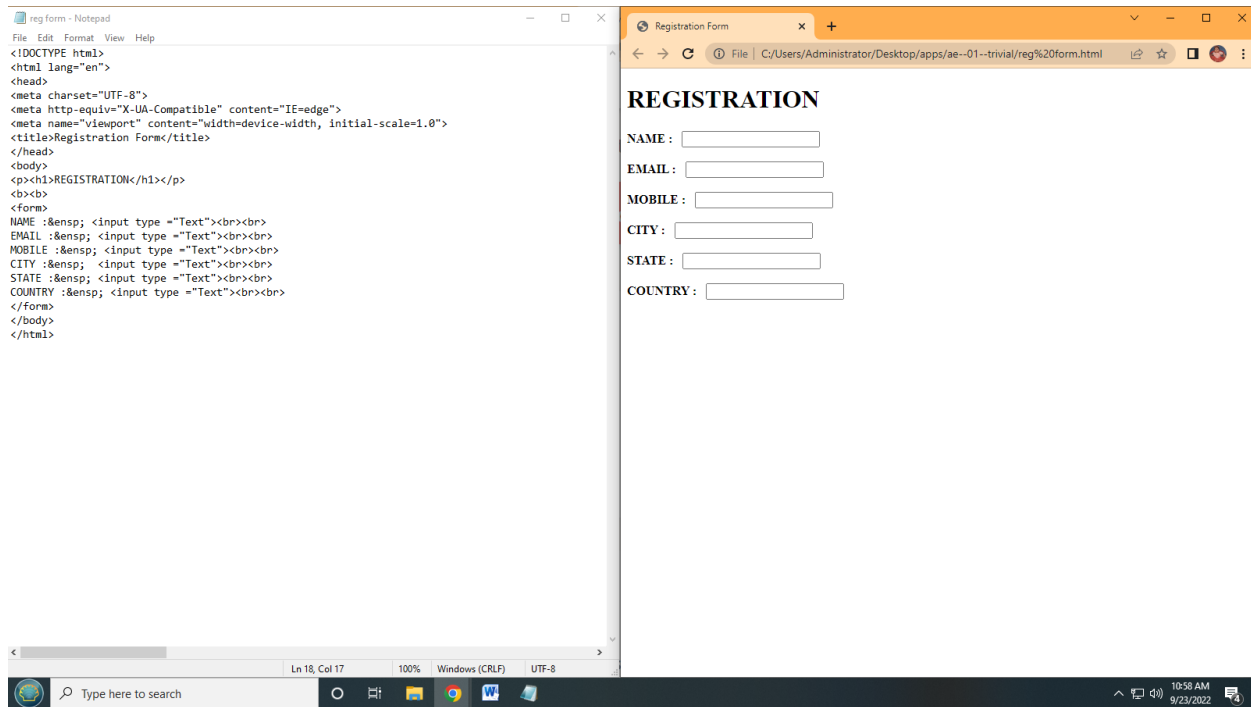 reg form - Notepad
File Edit Format View Help
<!DOCTYPE html>
<html lang="en">
<head>
<meta charset="UTF-8">
<meta http-equiv="X-UA-Compatible" content="IE=edge">
<meta name="viewport" content="width=device-width, initial-scale=1.0">
<title>Registration Form</title>
</head>
<body>
<p><h1>REGISTRATION</h1></p>
<b><b>
<form>
NAME :&ensp; <input type ="Text"><br><br>
EMAIL :&ensp; <input type ="Text"><br><br>
MOBILE :&ensp; <input type ="Text"><br><br>
CITY :&ensp;  <input type ="Text"><br><br>
STATE :&ensp; <input type ="Text"><br><br>
COUNTRY :&ensp; <input type ="Text"><br><br>
</form>
</body>
</html>
Ln 18, Col 17 100% Windows (CRLF) UTF-8
Registration Form
File C:/Users/Administrator/Desktop/apps/ae--01--trivial/reg%20form.html
REGISTRATION
NAME :
EMAIL :
MOBILE :
CITY :
STATE :
COUNTRY :
Type here to search
W
10:58 AM
9/23/2022
4